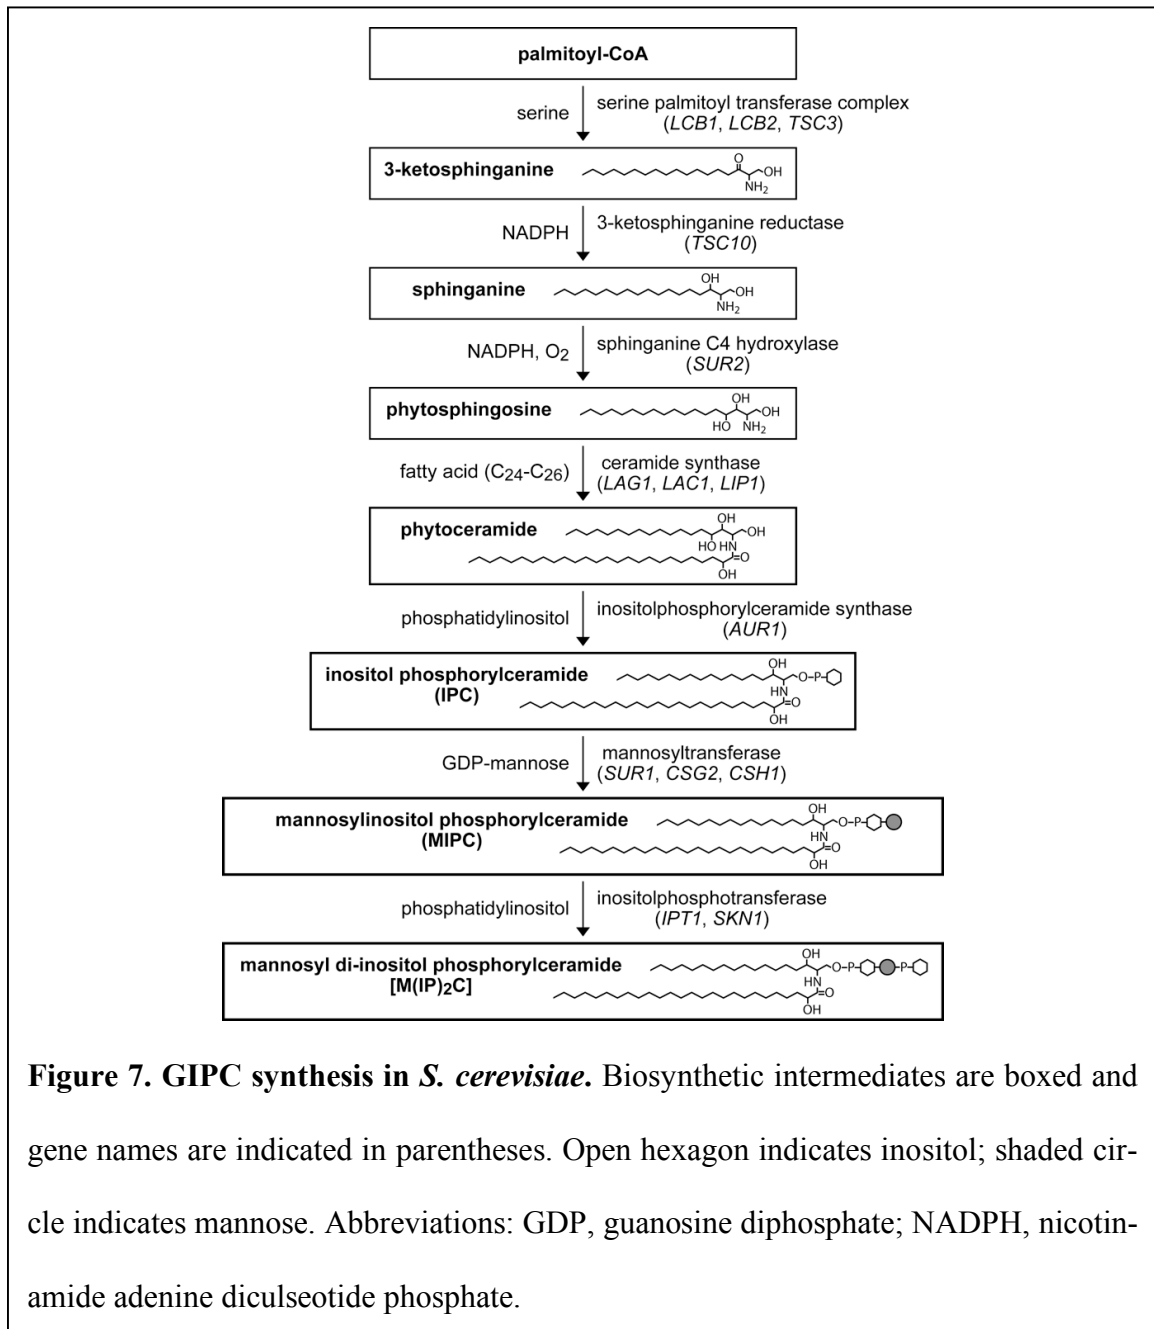 palmitoyl-CoA
serine
serine palmitoyl transferase complex
(LCB1, LCB2, TSC3)
3-ketosphinganine
O
OH
NH2
NADPH
3-ketosphinganine reductase
(TSC10)
sphinganine
OH
OH
NH2
NADPH, O2
sphinganine C4 hydroxylase
(SUR2)
phytosphingosine
OH
OH
HO NH2
fatty acid (C24-C26)
ceramide synthase
(LAG1, LAC1, LIP1)
phytoceramide
OH
OH
HO HN
O
OH
phosphatidylinositol
inositolphosphorylceramide synthase
(AUR1)
inositol phosphorylceramide
(IPC)
OH
O-P-
HN
O
OH
GDP-mannose
mannosyltransferase
(SUR1, CSG2, CSH1)
mannosylinositol phosphorylceramide
(MIPC)
OH
O-P-
HN
O
OH
phosphatidylinositol
inositolphosphotransferase
(IPT1, SKN1)
mannosyl di-inositol phosphorylceramide
[M(IP)2C]
OH
O-P- -P-
HN
O
OH
Figure 7. GIPC synthesis in S. cerevisiae. Biosynthetic intermediates are boxed and
gene names are indicated in parentheses. Open hexagon indicates inositol; shaded cir-
cle indicates mannose. Abbreviations: GDP, guanosine diphosphate; NADPH, nicotin-
amide adenine diculseotide phosphate.